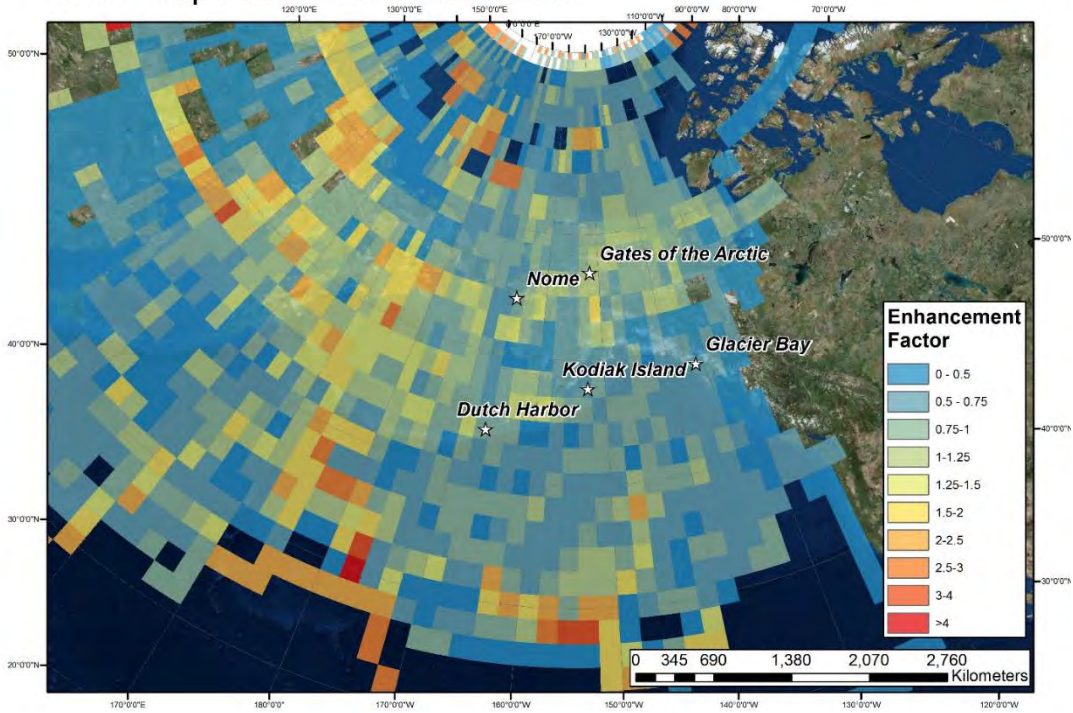 120°0'0"E
130°0'0"E
150°0'0"E
170°0'0"W
130°0'0"W
110°0'0"W
90°0'0"W
80°0'0"W
70°0'0"W
50°0'0"N
50°0'0"N
Gates of the Arctic
Nome
Glacier Bay
Kodiak Island
Dutch Harbor
40°0'0"N
40°0'0"N
30°0'0"N
30°0'0"N
20°0'0"N
Enhancement
Factor
0 - 0.5
0.5 - 0.75
0.75-1
1-1.25
1.25-1.5
1.5-2
2-2.5
2.5-3
3-4
>4
0 345 690 1,380 2,070 2,760
Kilometers
170°0'0"E
180°0'0"
170°0'0"W
160°0'0"W
150°0'0"W
140°0'0"W
130°0'0"W
120°0'0"W